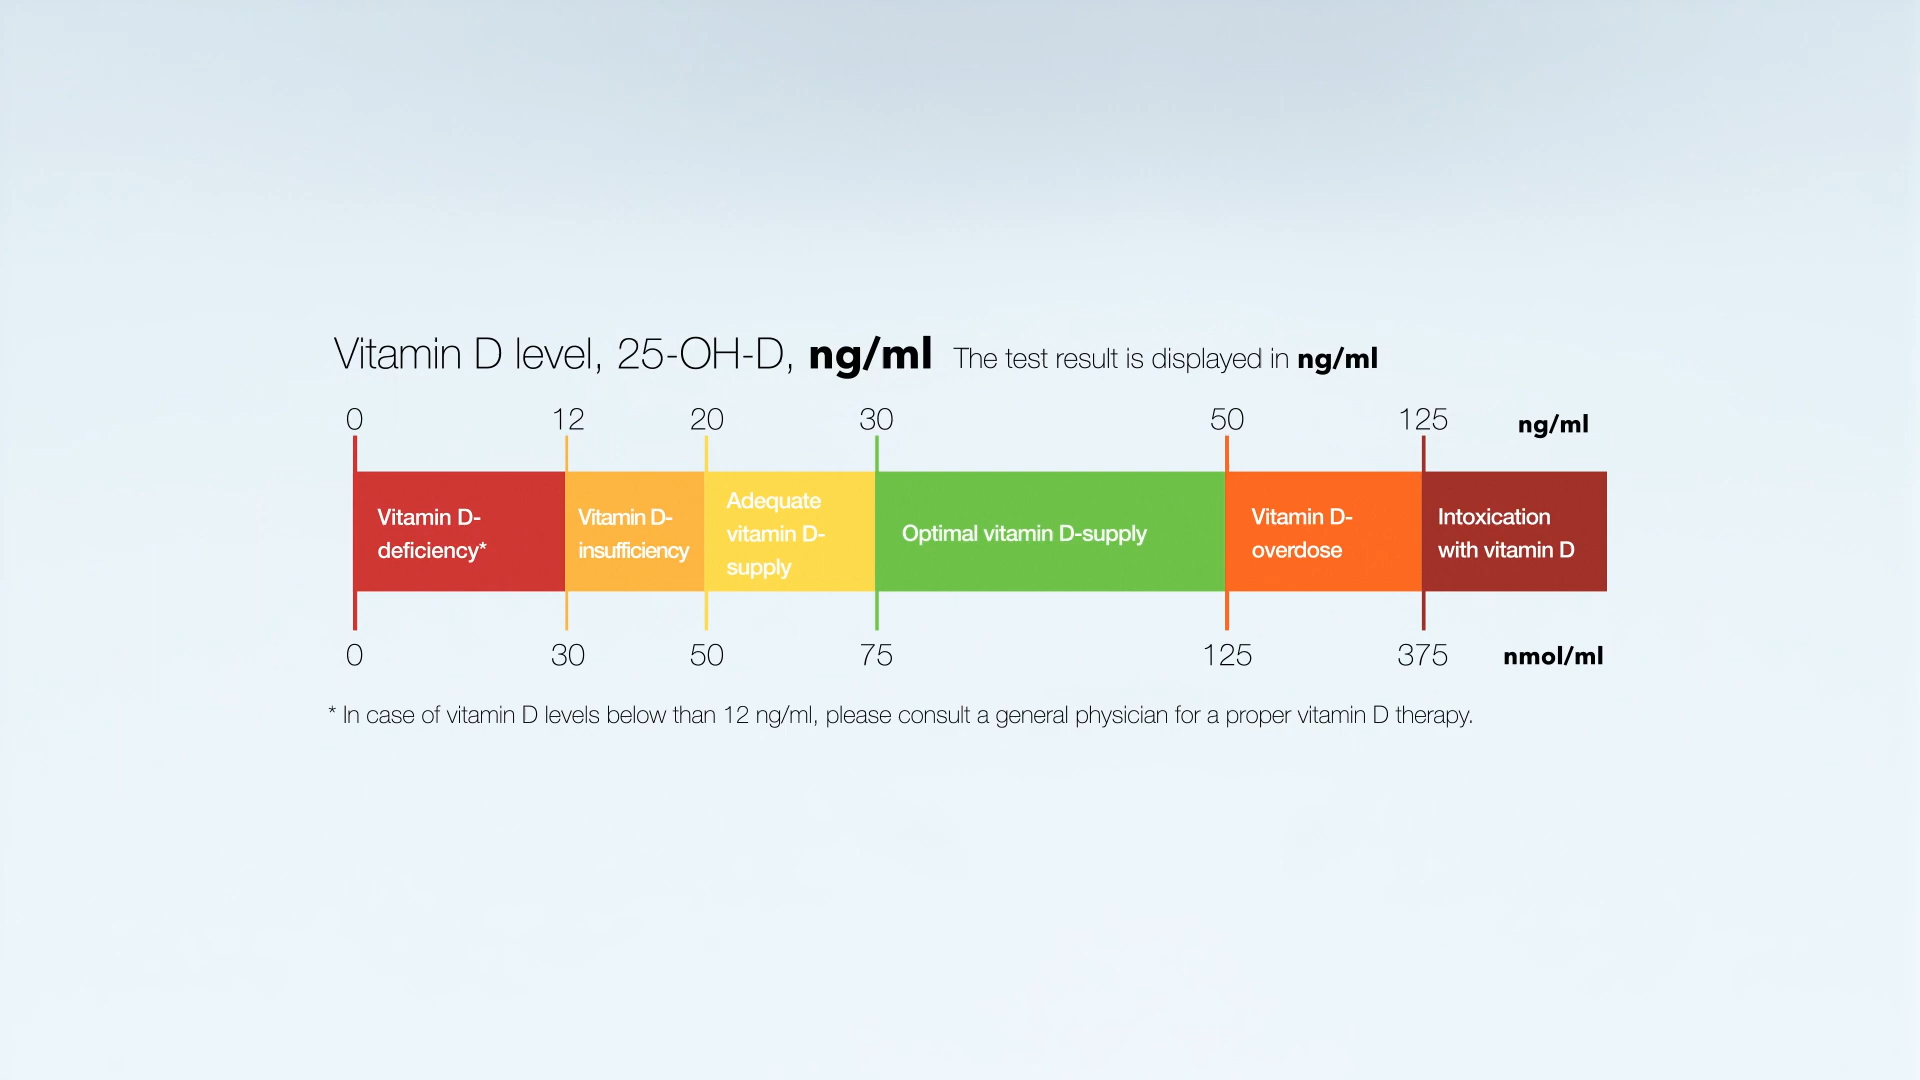 Vitamin D level, 25-OH-D, ng/ml The test result is displayed in ng/ml
0 12 20 30 50 125 ng/ml
Vitamin D-
deficiency*
Vitamin D-
insufficiency
Adequate
vitamin D-
supply
Optimal vitamin D-supply
Vitamin D-
overdose
Intoxication
with vitamin D
0 30 50 75 125 375 nmol/ml
* In case of vitamin D levels below than 12 ng/ml, please consult a general physician for a proper vitamin D therapy.